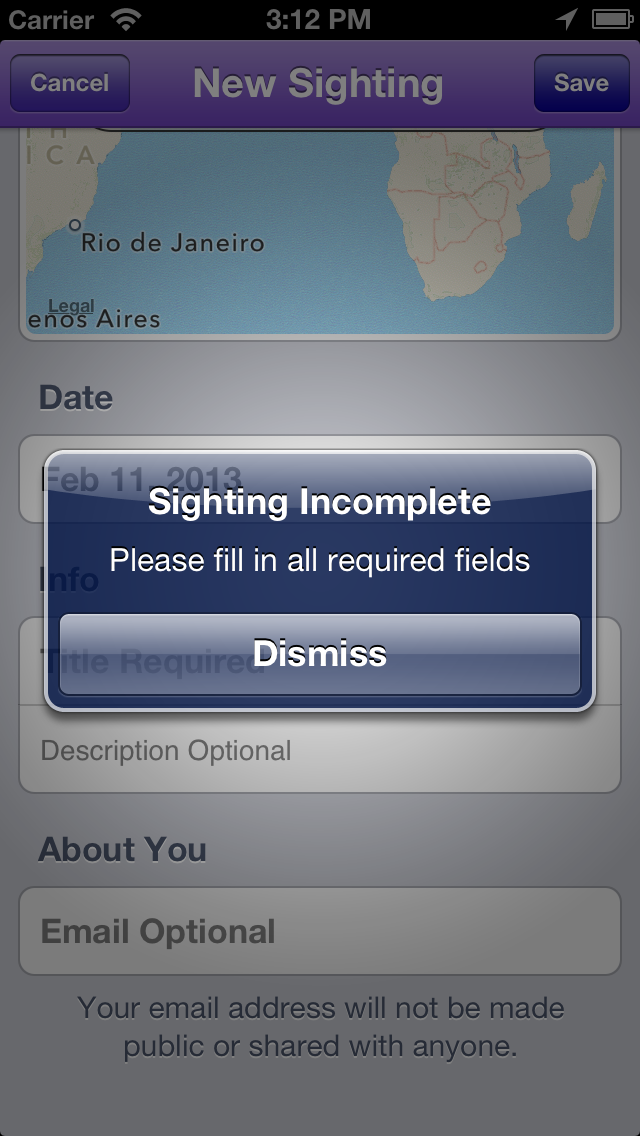 Carrier 3:12 PM
Cancel New Sighting Save
I C A
Rio de Janeiro
Legal
enos Aires
Date
Feb 11, 2013
Sighting Incomplete
Please fill in all required fields
Info
Dismiss
Title Required
Description Optional
About You
Email Optional
Your email address will not be made
public or shared with anyone.